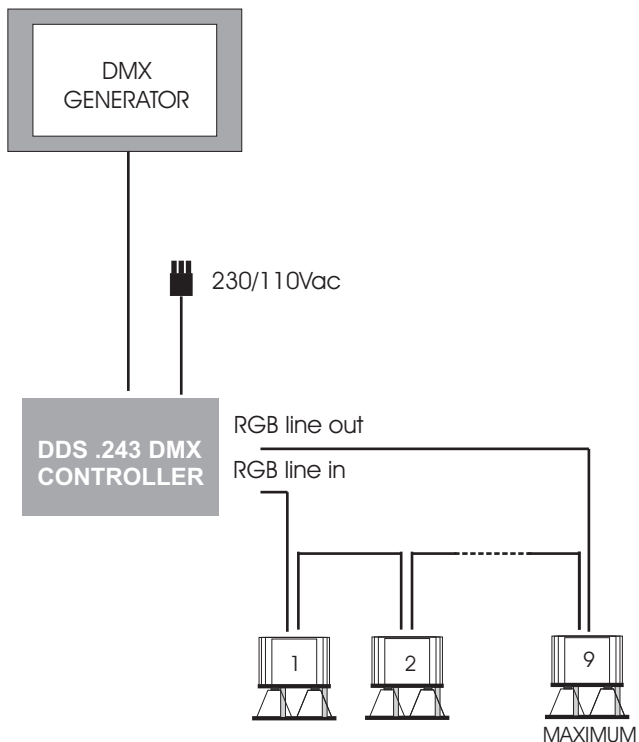 DMX
GENERATOR
230/110Vac
DDS .243 DMX
CONTROLLER
RGB line out
RGB line in
1
2
9
MAXIMUM